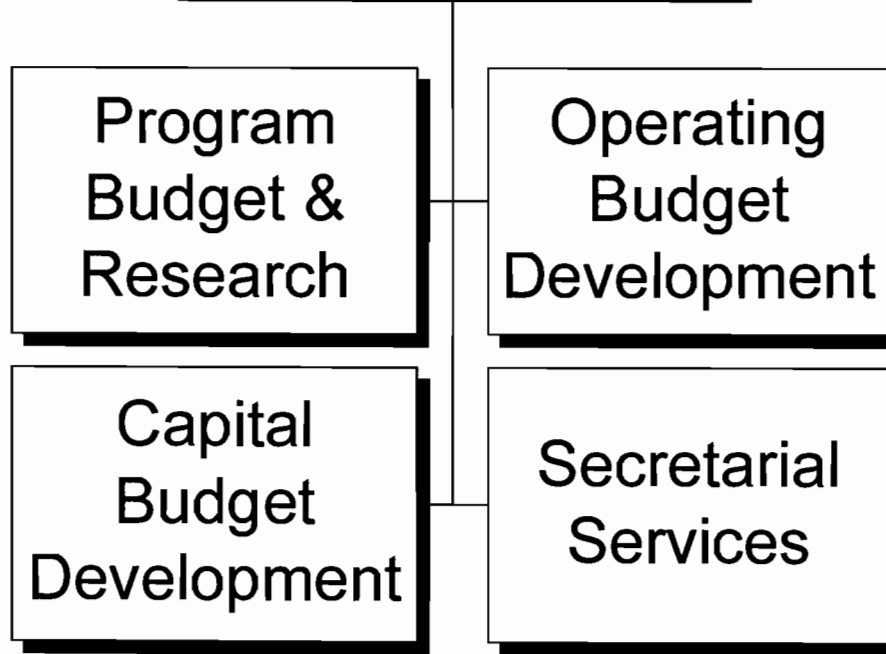 Program
Budget &
Research
Operating
Budget
Development
Capital
Budget
Development
Secretarial
Services